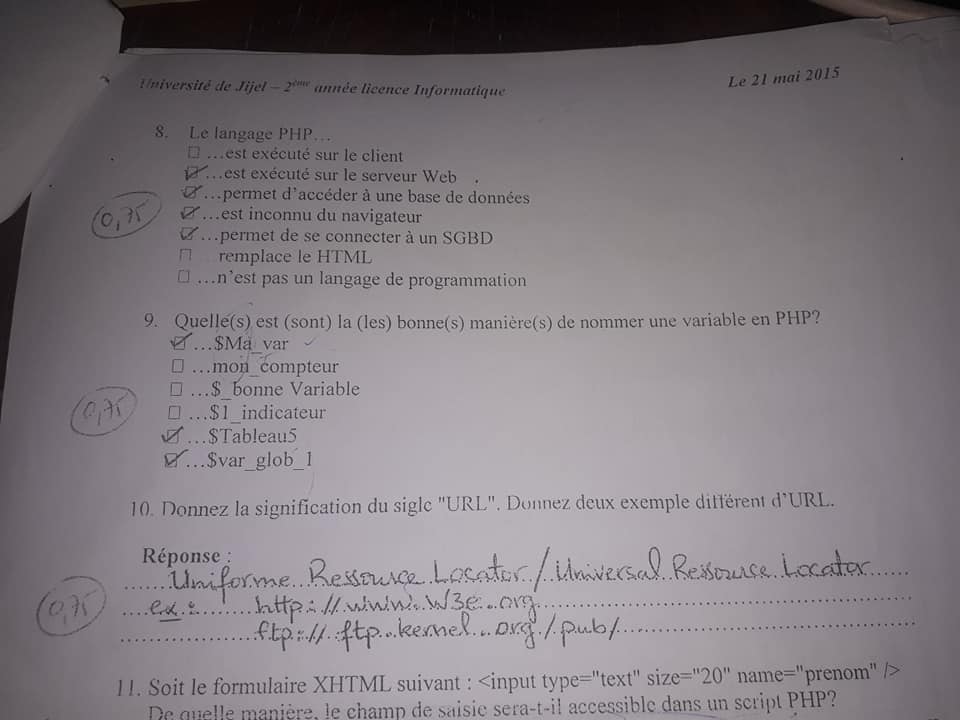 Université de Jijel – 2ème année licence Informatique
Le 21 mai 2015
8. Le langage PHP…
☐ …est exécuté sur le client
☑ …est exécuté sur le serveur Web
☑ …permet d'accéder à une base de données
☑ …est inconnu du navigateur
☑ …permet de se connecter à un SGBD
☐ remplace le HTML
☐ …n'est pas un langage de programmation
0,75
9. Quelle(s) est (sont) la (les) bonne(s) manière(s) de nommer une variable en PHP?
☑ …$Ma_var
☐ …mon_compteur
☐ …$_bonne Variable
☐ …$1_indicateur
☑ …$Tableau5
☑ …$var_glob_1
0,75
10. Donnez la signification du sigle "URL". Donnez deux exemple différent d'URL.
Réponse :
Uniforme Ressource Locator / Universal Ressource Locator
ex : http://www.W3c.org
ftp://ftp.kernel.org/pub/
0,75
11. Soit le formulaire XHTML suivant : <input type="text" size="20" name="prenom" />
De quelle manière, le champ de saisie sera-t-il accessible dans un script PHP?